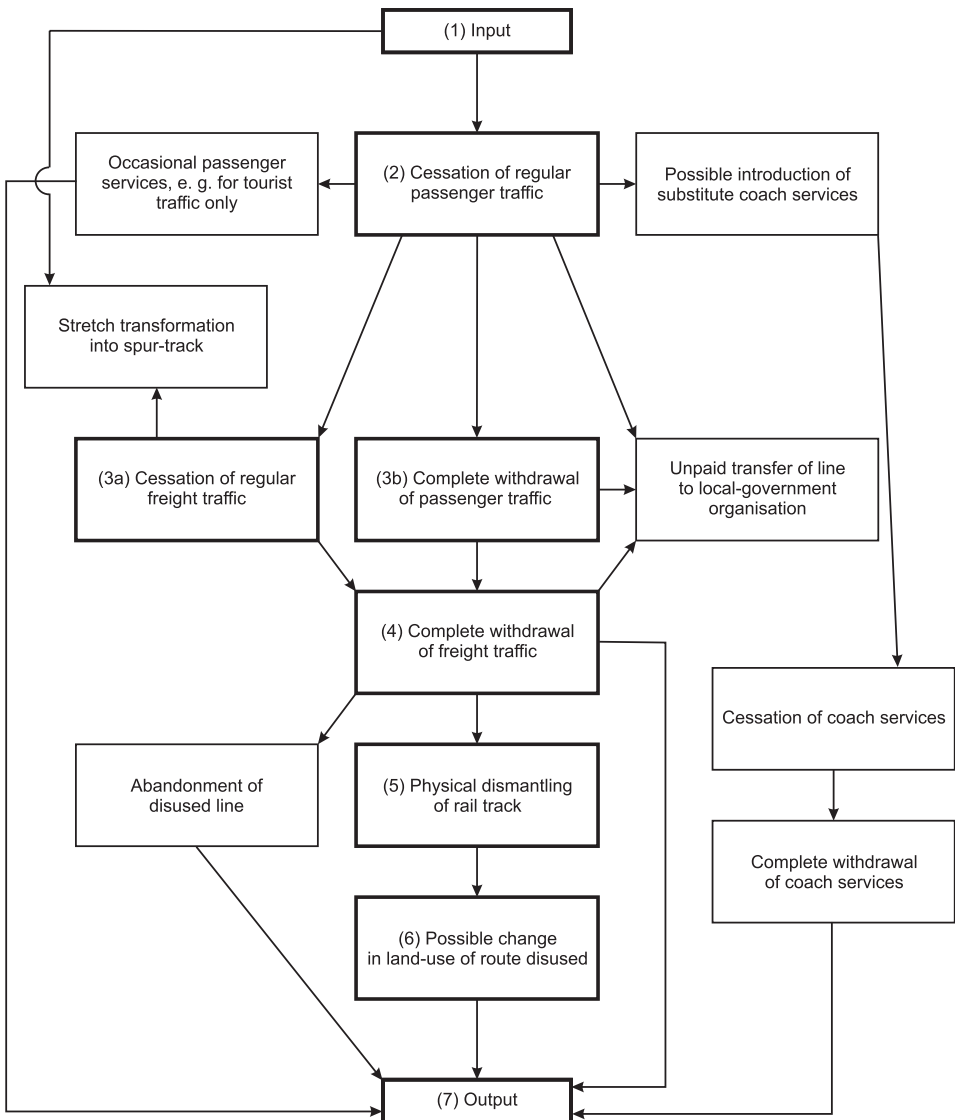 (1) Input
Occasional passenger
services, e. g. for tourist
traffic only
(2) Cessation of regular
passenger traffic
Possible introduction of
substitute coach services
Stretch transformation
into spur-track
(3a) Cessation of regular
freight traffic
(3b) Complete withdrawal
of passenger traffic
Unpaid transfer of line
to local-government
organisation
(4) Complete withdrawal
of freight traffic
Cessation of coach services
Abandonment of
disused line
(5) Physical dismantling
of rail track
Complete withdrawal
of coach services
(6) Possible change
in land-use of route disused
(7) Output